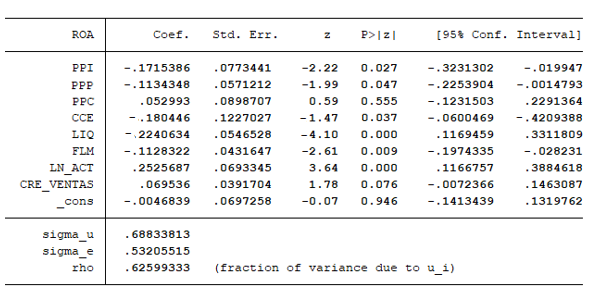 ROA Coef. Std. Err. z P>|z| [95% Conf. Interval]
PPI -.1715386 .0773441 -2.22 0.027 -.3231302 -.019947
PPP -.1134348 .0571212 -1.99 0.047 -.2253904 -.0014793
PPC .052993 .0898707 0.59 0.555 -.1231503 .2291364
CCE -.180446 .1227027 -1.47 0.037 -.0600469 -.4209388
LIQ -.2240634 .0546528 -4.10 0.000 .1169459 .3311809
FLM -.1128322 .0431647 -2.61 0.009 -.1974335 -.028231
LN_ACT .2525687 .0693345 3.64 0.000 .1166757 .3884618
CRE_VENTAS .069536 .0391704 1.78 0.076 -.0072366 .1463087
_cons -.0046839 .0697258 -0.07 0.946 -.1413439 .1319762
sigma_u .68833813
sigma_e .53205515
rho .62599333 (fraction of variance due to u_i)